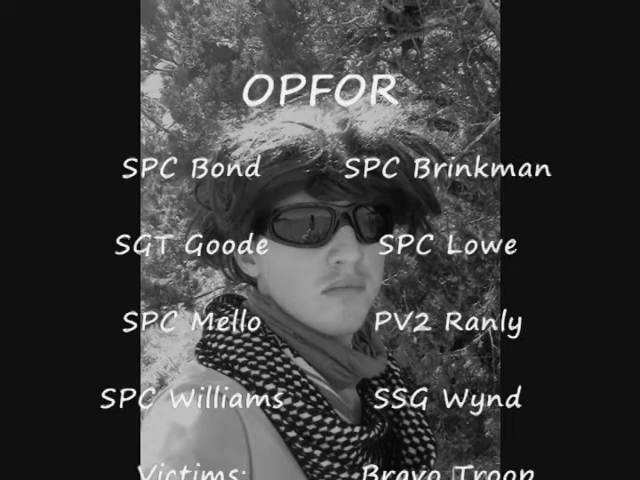 OPFOR
SPC Bond SPC Brinkman
SGT Goode SPC Lowe
SPC Mello PV2 Ranly
SPC Williams SSG Wynd
Victims: Bravo Troop